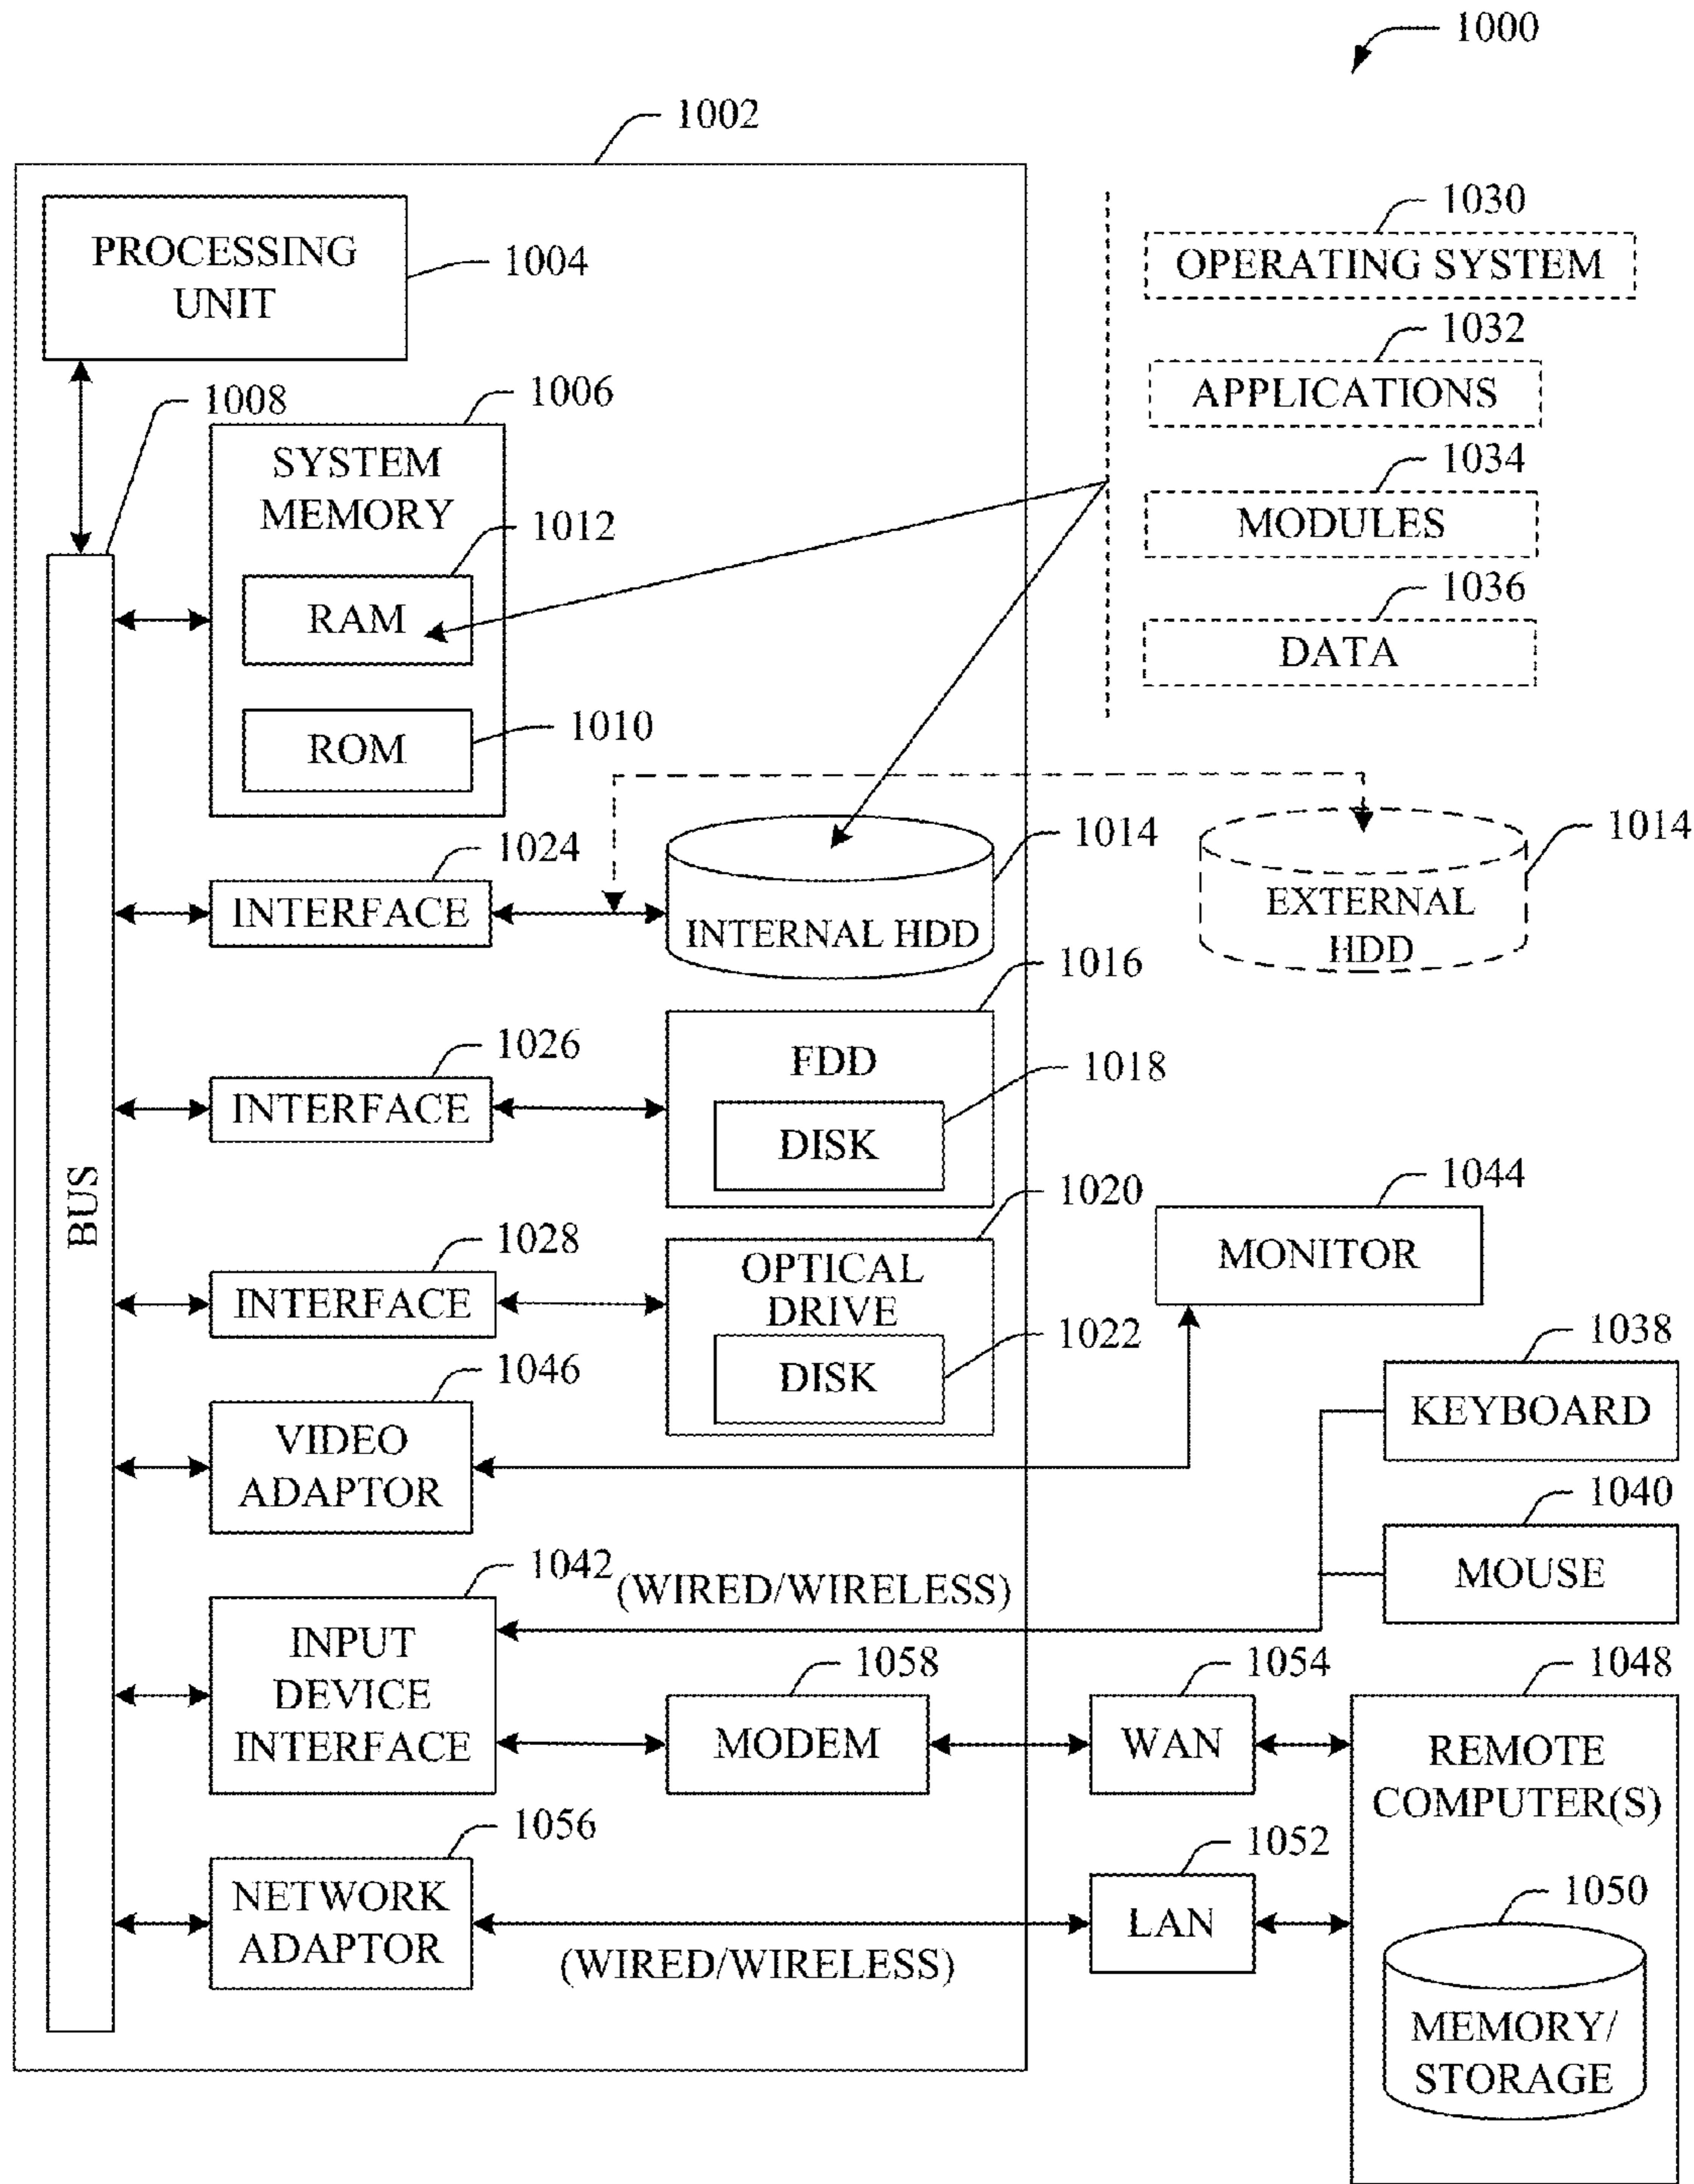 1000
1002
PROCESSING
UNIT
1004
1030
OPERATING SYSTEM
1032
APPLICATIONS
1034
MODULES
1036
DATA
1008
1006
SYSTEM
MEMORY
1012
RAM
1010
ROM
1024
INTERFACE
1014
INTERNAL HDD
1014
EXTERNAL
HDD
1016
FDD
1026
INTERFACE
1018
DISK
BUS
1020
OPTICAL
DRIVE
1028
INTERFACE
1022
DISK
1044
MONITOR
1046
VIDEO
ADAPTOR
1038
KEYBOARD
1040
MOUSE
1042
(WIRED/WIRELESS)
INPUT
DEVICE
INTERFACE
1058
MODEM
1054
WAN
1048
REMOTE
COMPUTER(S)
1056
NETWORK
ADAPTOR
(WIRED/WIRELESS)
1052
LAN
1050
MEMORY/
STORAGE